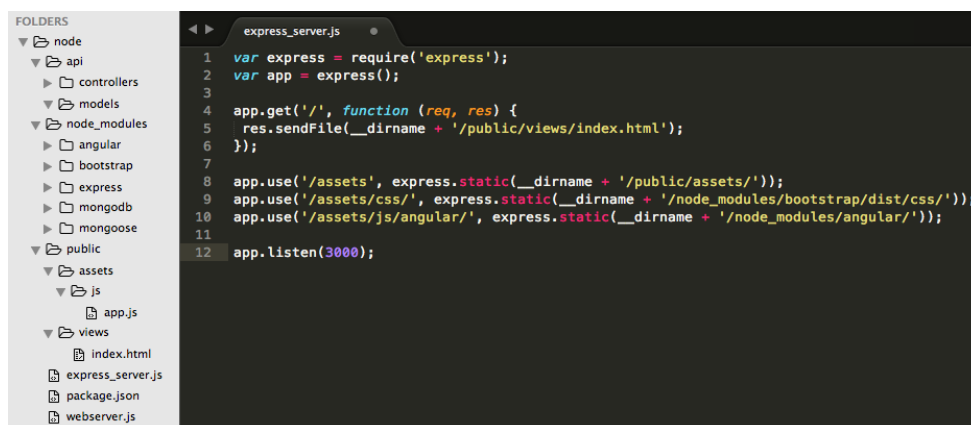 FOLDERS
node
api
controllers
models
node_modules
angular
bootstrap
express
mongodb
mongoose
public
assets
js
app.js
views
index.html
express_server.js
package.json
webserver.js
express_server.js
1 var express = require('express');
2 var app = express();
3
4 app.get('/', function (req, res) {
5 res.sendFile(__dirname + '/public/views/index.html');
6 });
7
8 app.use('/assets', express.static(__dirname + '/public/assets/'));
9 app.use('/assets/css/', express.static(__dirname + '/node_modules/bootstrap/dist/css/'));
10 app.use('/assets/js/angular/', express.static(__dirname + '/node_modules/angular/'));
11
12 app.listen(3000);